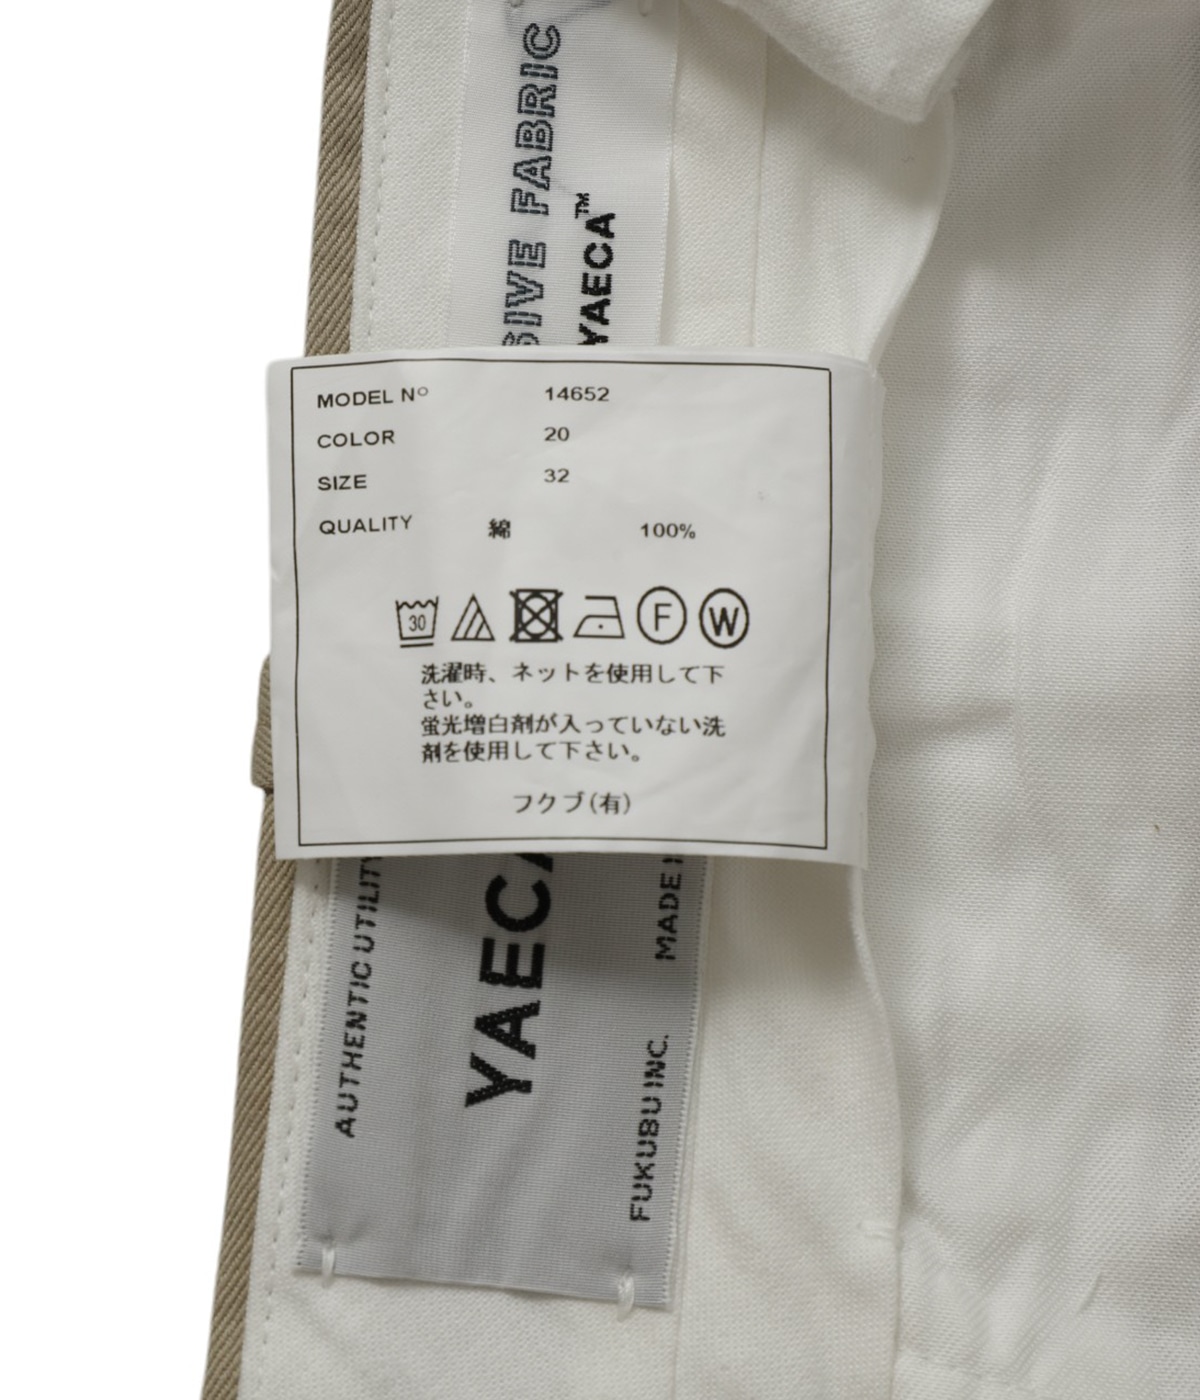 SIVE FABRIC
YAECA™
MODEL Nº 14652
COLOR 20
SIZE 32
QUALITY 綿 100%
30
F
W
洗濯時、ネットを使用して下
さい。
蛍光増白剤が入っていない洗
剤を使用して下さい。
フクブ(有)
AUTHENTIC UTILITY
YAECA
FUKUBU INC. MADE I